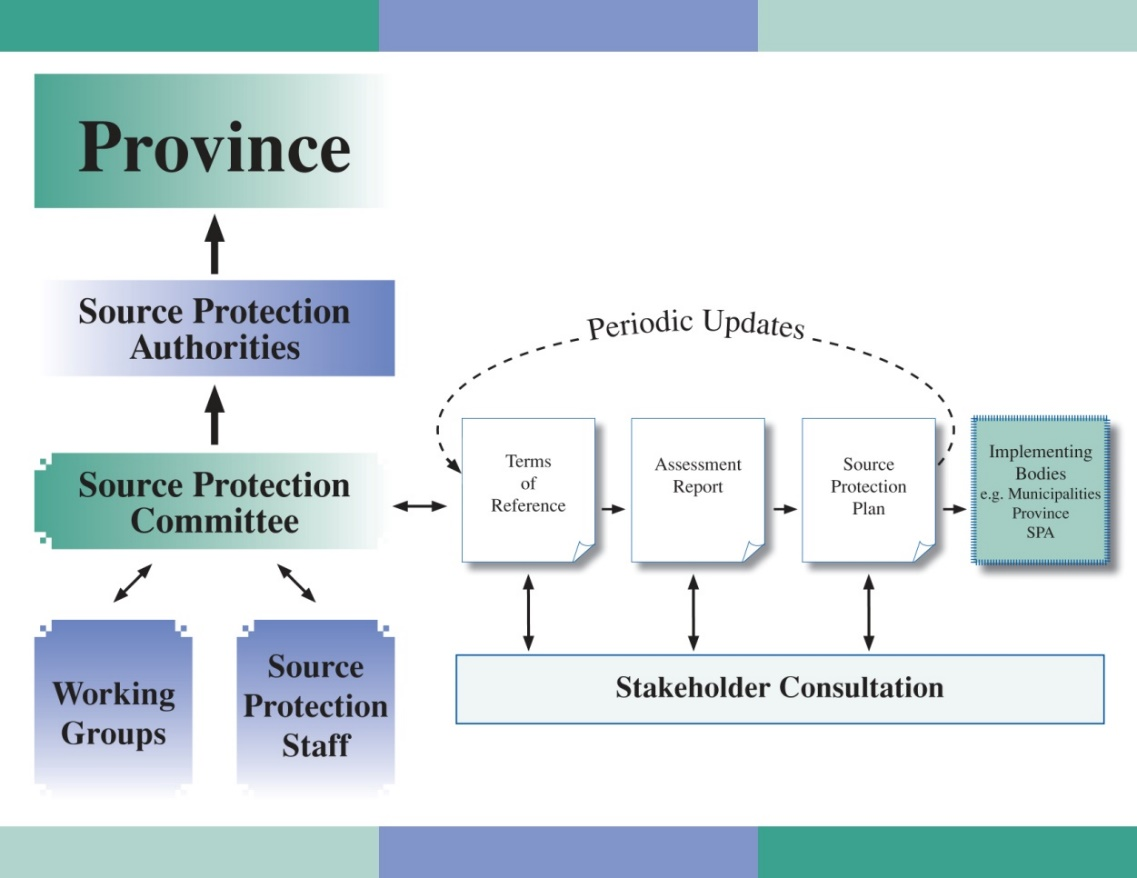 Province
Source Protection
Authorities
Source Protection
Committee
Working
Groups
Source
Protection
Staff
Periodic Updates
Terms
of
Reference
Assessment
Report
Source
Protection
Plan
Implementing
Bodies
e.g. Municipalities
Province
SPA
Stakeholder Consultation